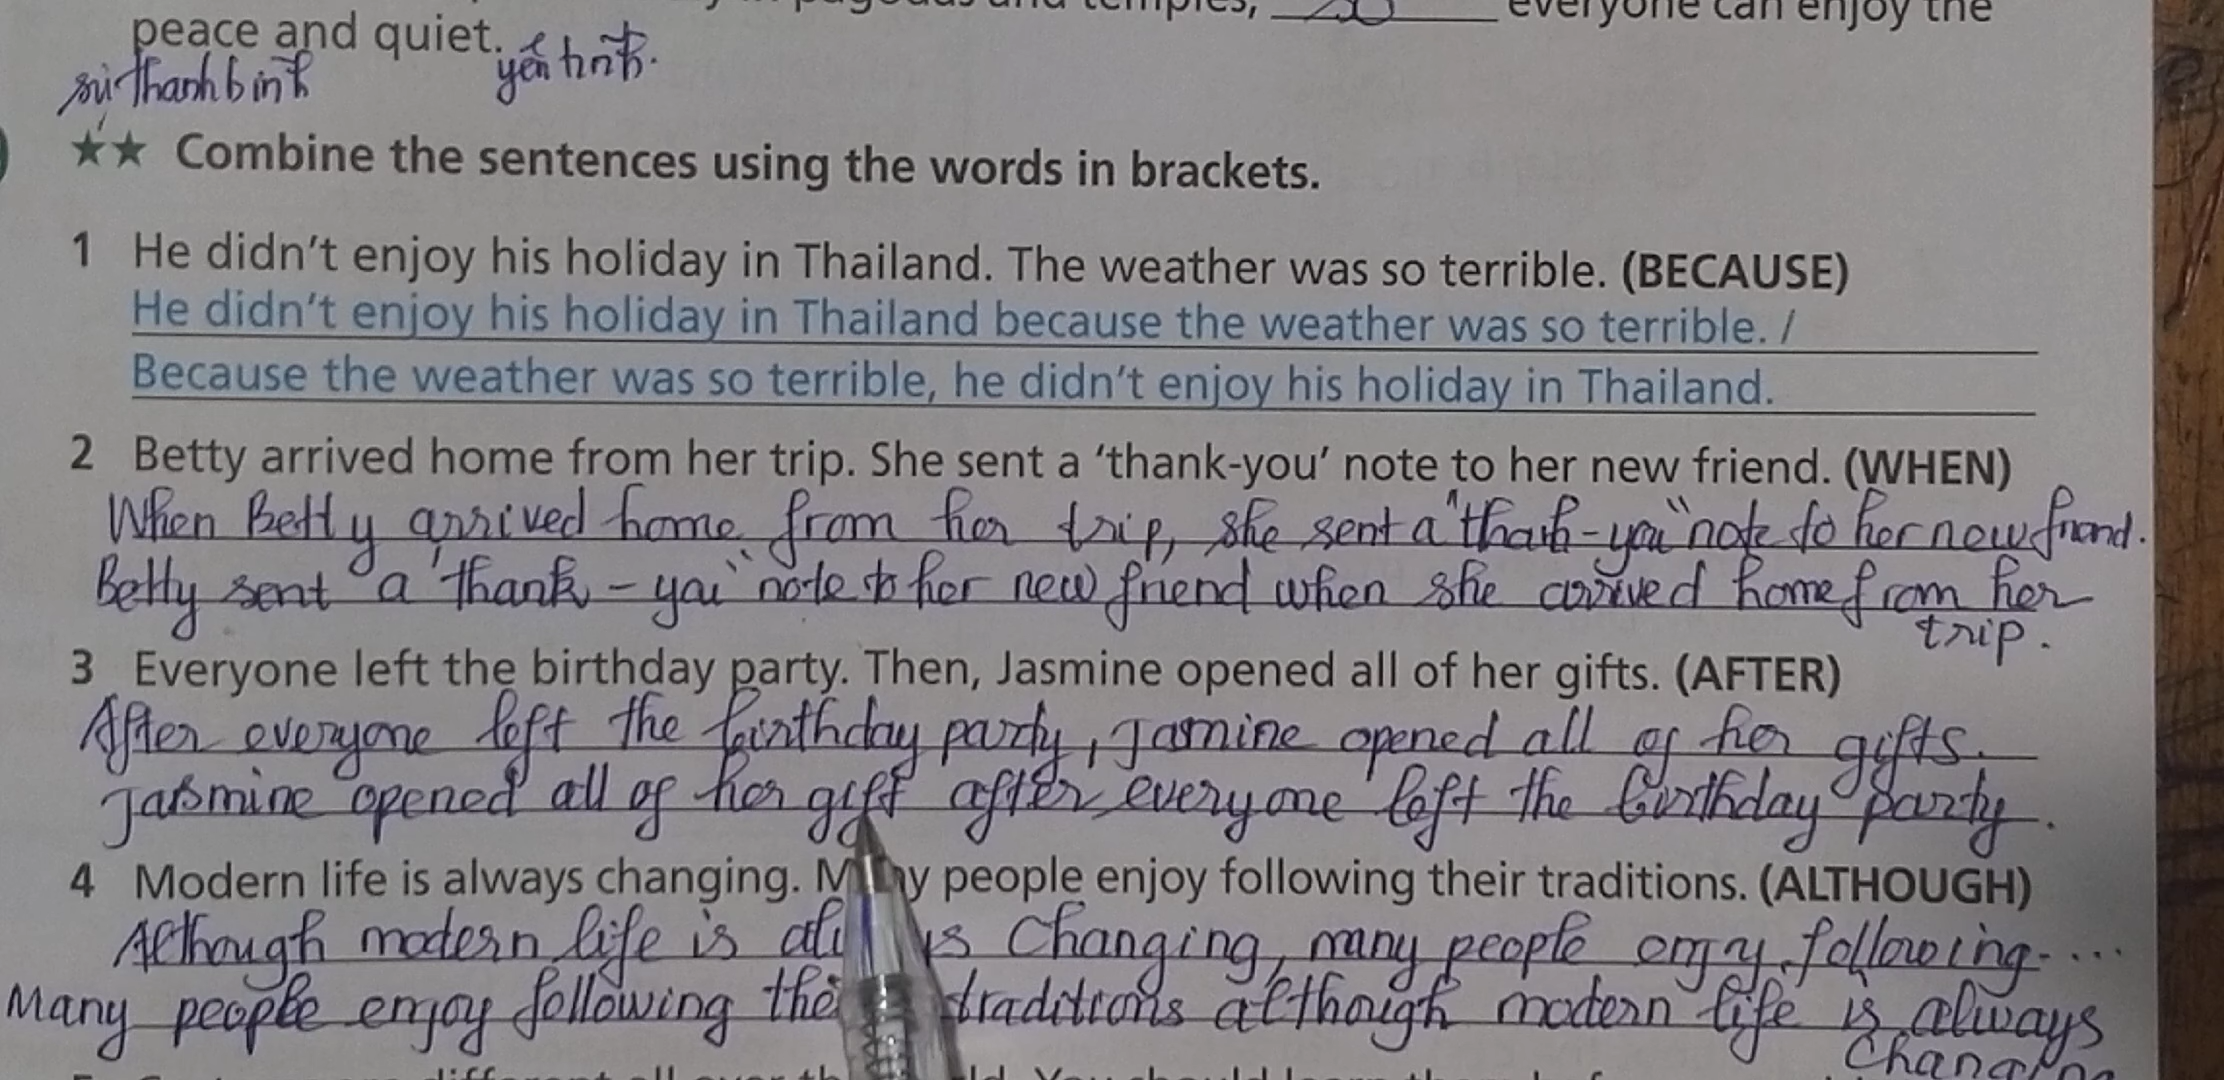 temples, everyone can enjoy the
peace and quiet.
sự thanh bình yên tĩnh.
★★ Combine the sentences using the words in brackets.
1 He didn't enjoy his holiday in Thailand. The weather was so terrible. (BECAUSE)
He didn't enjoy his holiday in Thailand because the weather was so terrible. /
Because the weather was so terrible, he didn't enjoy his holiday in Thailand.
2 Betty arrived home from her trip. She sent a 'thank-you' note to her new friend. (WHEN)
When Betty arrived home from her trip, she sent a "thank-you" note to her new friend.
Betty sent a "thank-you" note to her new friend when she arrived home from her
trip.
3 Everyone left the birthday party. Then, Jasmine opened all of her gifts. (AFTER)
After everyone left the birthday party, Jasmine opened all of her gifts.
Jasmine opened all of her gift after everyone left the birthday party.
4 Modern life is always changing. Many people enjoy following their traditions. (ALTHOUGH)
Although modern life is always changing, many people enjoy following....
Many people enjoy following their traditions although modern life is always
changing